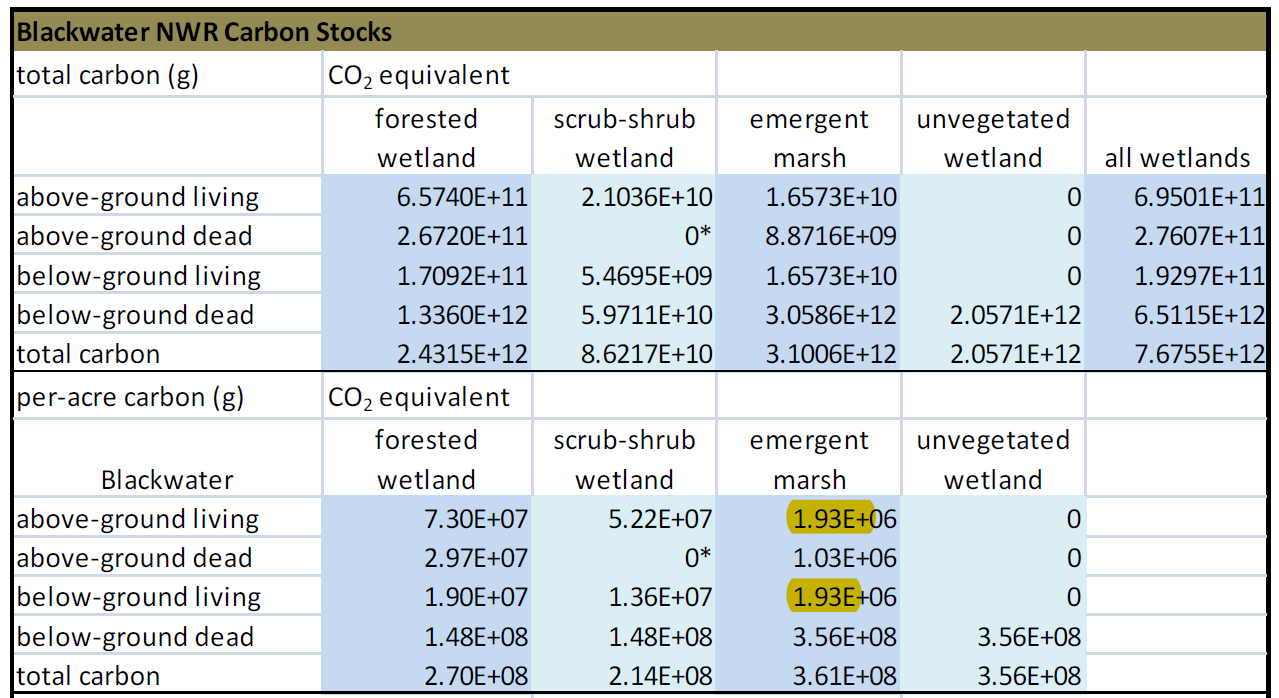 Blackwater NWR Carbon Stocks
total carbon (g) CO₂ equivalent
forested scrub-shrub emergent unvegetated
wetland wetland marsh wetland all wetlands
above-ground living 6.5740E+11 2.1036E+10 1.6573E+10 0 6.9501E+11
above-ground dead 2.6720E+11 0* 8.8716E+09 0 2.7607E+11
below-ground living 1.7092E+11 5.4695E+09 1.6573E+10 0 1.9297E+11
below-ground dead 1.3360E+12 5.9711E+10 3.0586E+12 2.0571E+12 6.5115E+12
total carbon 2.4315E+12 8.6217E+10 3.1006E+12 2.0571E+12 7.6755E+12
per-acre carbon (g) CO₂ equivalent
forested scrub-shrub emergent unvegetated
Blackwater wetland wetland marsh wetland
above-ground living 7.30E+07 5.22E+07 1.93E+06 0
above-ground dead 2.97E+07 0* 1.03E+06 0
below-ground living 1.90E+07 1.36E+07 1.93E+06 0
below-ground dead 1.48E+08 1.48E+08 3.56E+08 3.56E+08
total carbon 2.70E+08 2.14E+08 3.61E+08 3.56E+08